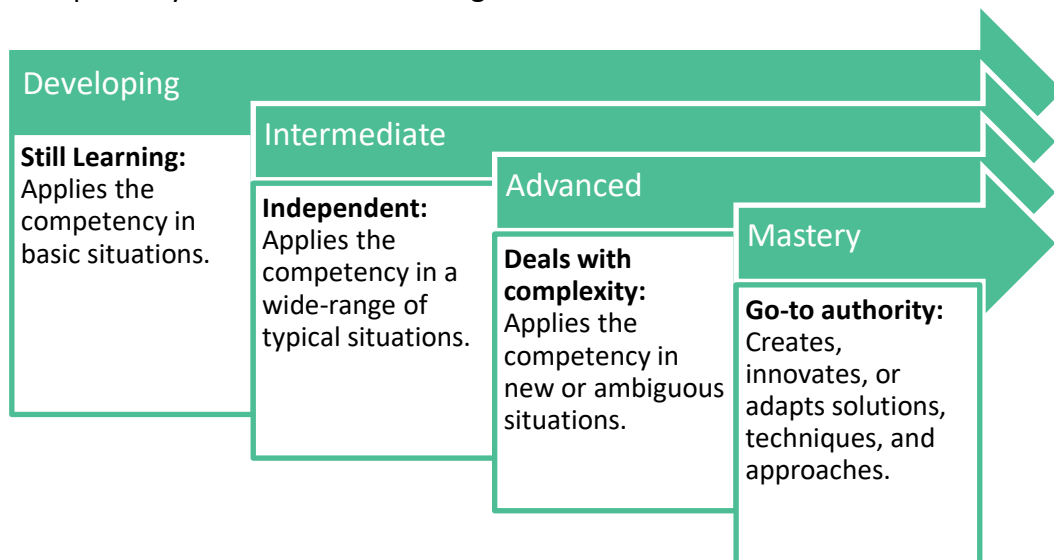 Developing
Still Learning:
Applies the
competency in
basic situations.
Intermediate
Independent:
Applies the
competency in a
wide-range of
typical situations.
Advanced
Deals with
complexity:
Applies the
competency in
new or ambiguous
situations.
Mastery
Go-to authority:
Creates,
innovates, or
adapts solutions,
techniques, and
approaches.